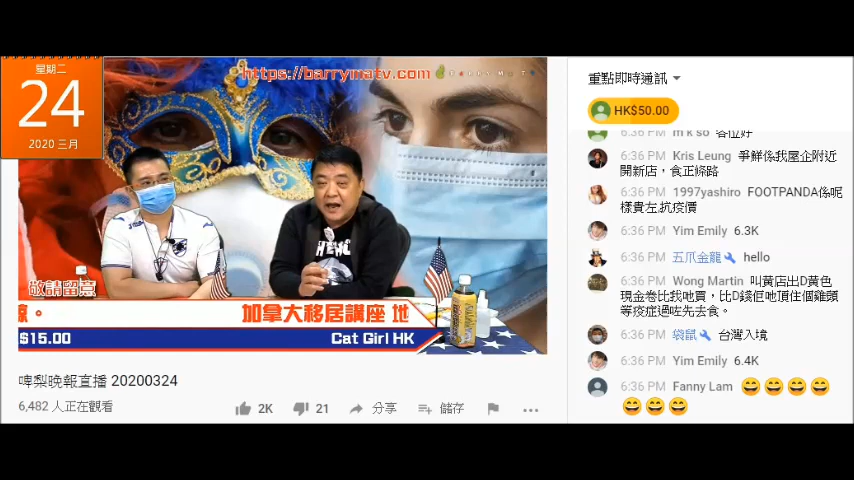 星期二
24
2020 三月
https://barrymatv.com
敬請留意
加拿大移居講座 地
$15.00
Cat Girl HK
啤梨晚報直播 20200324
6,482 人正在觀看
2K
21
分享
儲存
重點即時通訊
HK$50.00
6:36 PM m k so 各位好
6:36 PM Kris Leung 爭鮮係我屋企附近
開新店，食正條路
6:36 PM 1997yashiro FOOTPANDA係呢
樣貴左,抗疫價
6:36 PM Yim Emily 6.3K
6:36 PM 五爪金龍 hello
6:36 PM Wong Martin 叫黃店出D黃色
現金卷比我哋買，比D錢佢哋頂住個難頭
等疫症過咗先去食。
6:36 PM 袋鼠 台灣入境
6:36 PM Yim Emily 6.4K
6:36 PM Fanny Lam 😄 😄 😄 😄
😄 😄 😄